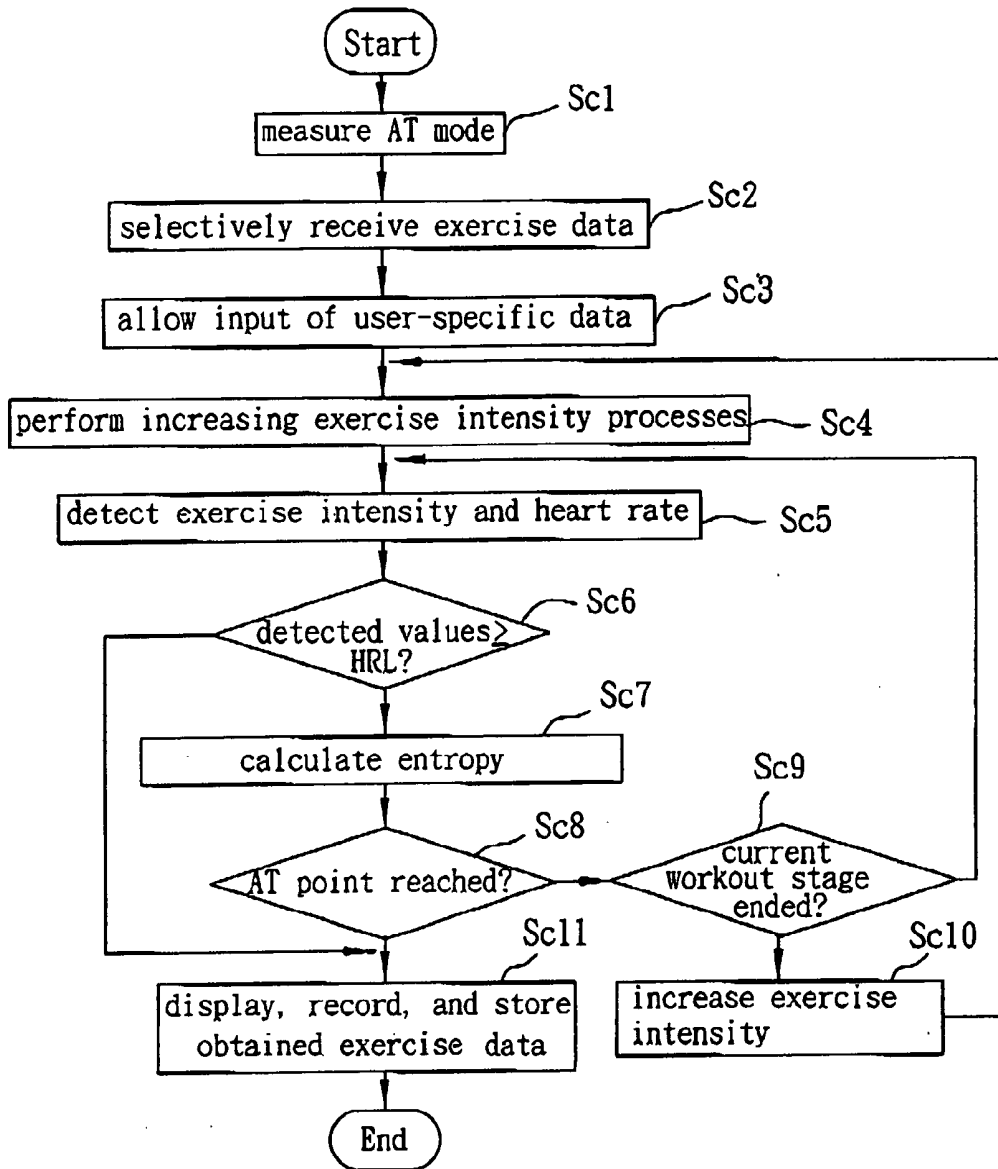 Start
Sc1
measure AT mode
Sc2
selectively receive exercise data
Sc3
allow input of user-specific data
perform increasing exercise intensity processes
Sc4
detect exercise intensity and heart rate
Sc5
Sc6
detected values≥
HRL?
Sc7
calculate entropy
Sc8
AT point reached?
Sc9
current
workout stage
ended?
Sc10
increase exercise
intensity
Sc11
display, record, and store
obtained exercise data
End